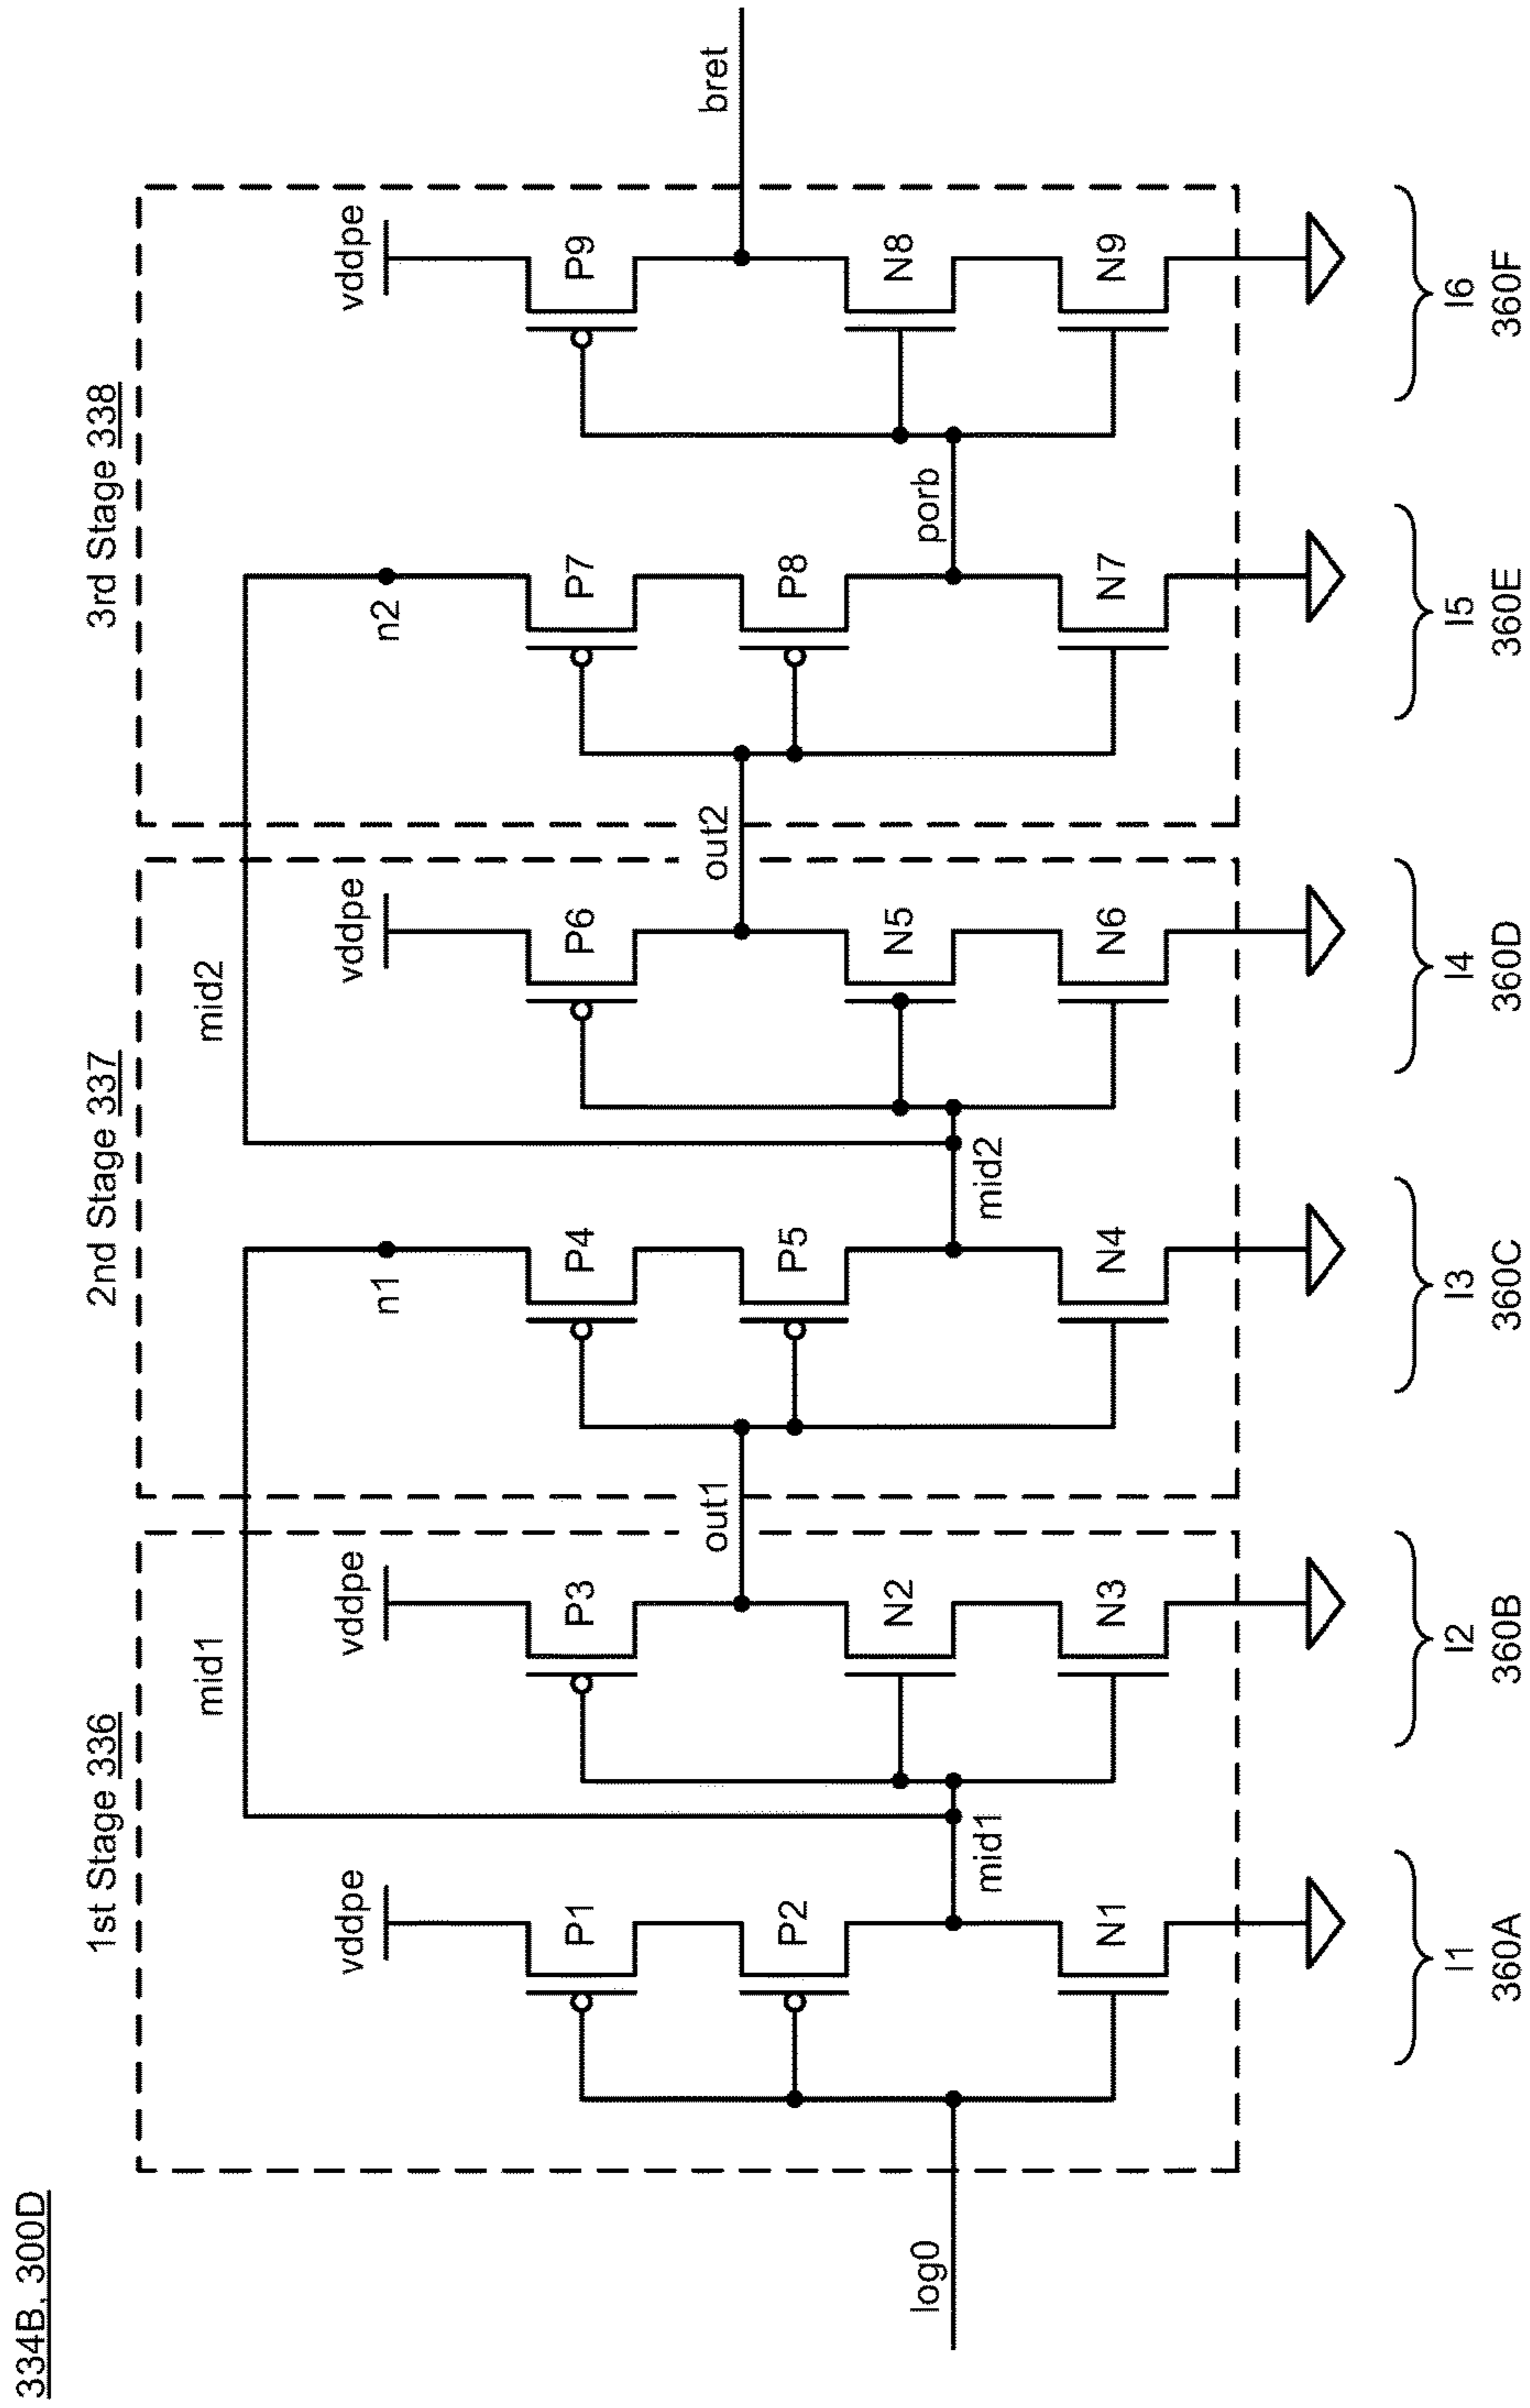 334B, 300D
1st Stage 336
2nd Stage 337
3rd Stage 338
mid1
mid2
vddpe
vddpe
n1
vddpe
n2
vddpe
P1
P3
P4
P6
P7
P9
out1
out2
bret
P2
P5
P8
N2
N5
N8
log0
mid1
mid2
porb
N1
N3
N4
N6
N7
N9
I1
360A
I2
360B
I3
360C
I4
360D
I5
360E
I6
360F